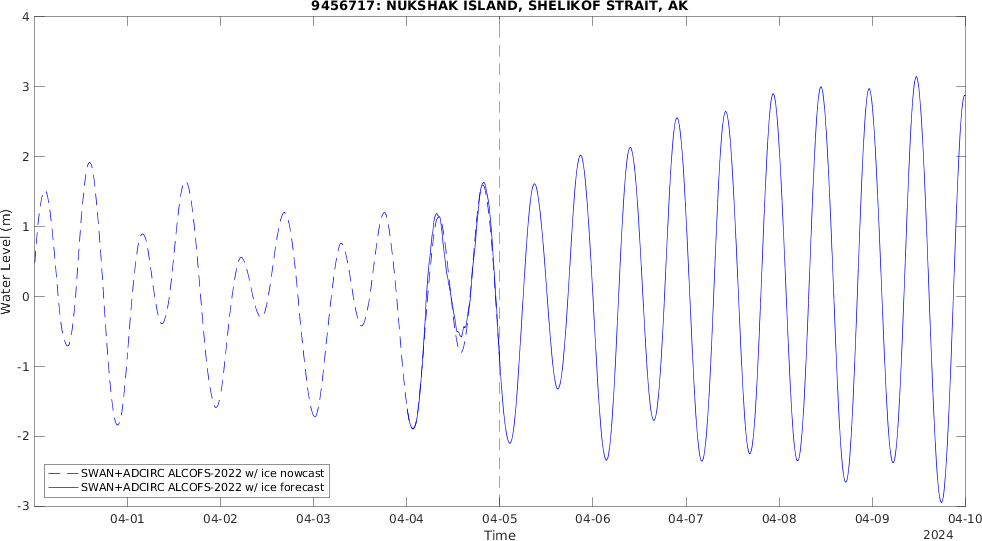 9456717: NUKSHAK ISLAND, SHELIKOF STRAIT, AK
4
3
2
1
0
-1
-2
-3
Water Level (m)
SWAN+ADCIRC ALCOFS-2022 w/ ice nowcast
SWAN+ADCIRC ALCOFS-2022 w/ ice forecast
04-01 04-02 04-03 04-04 04-05 04-06 04-07 04-08 04-09 04-10
Time
2024